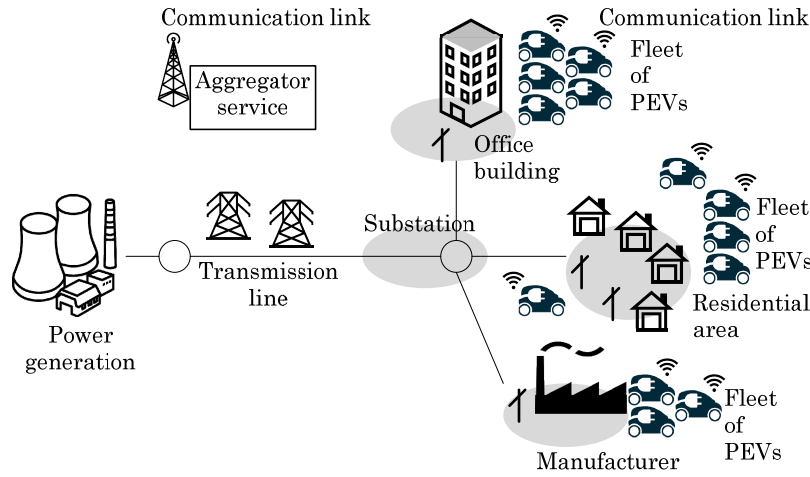 Communication link
Communication link
Aggregator
service
Fleet
of
PEVs
Office
building
Substation
Transmission
line
Fleet
of
PEVs
Residential
area
Power
generation
Fleet
of
PEVs
Manufacturer